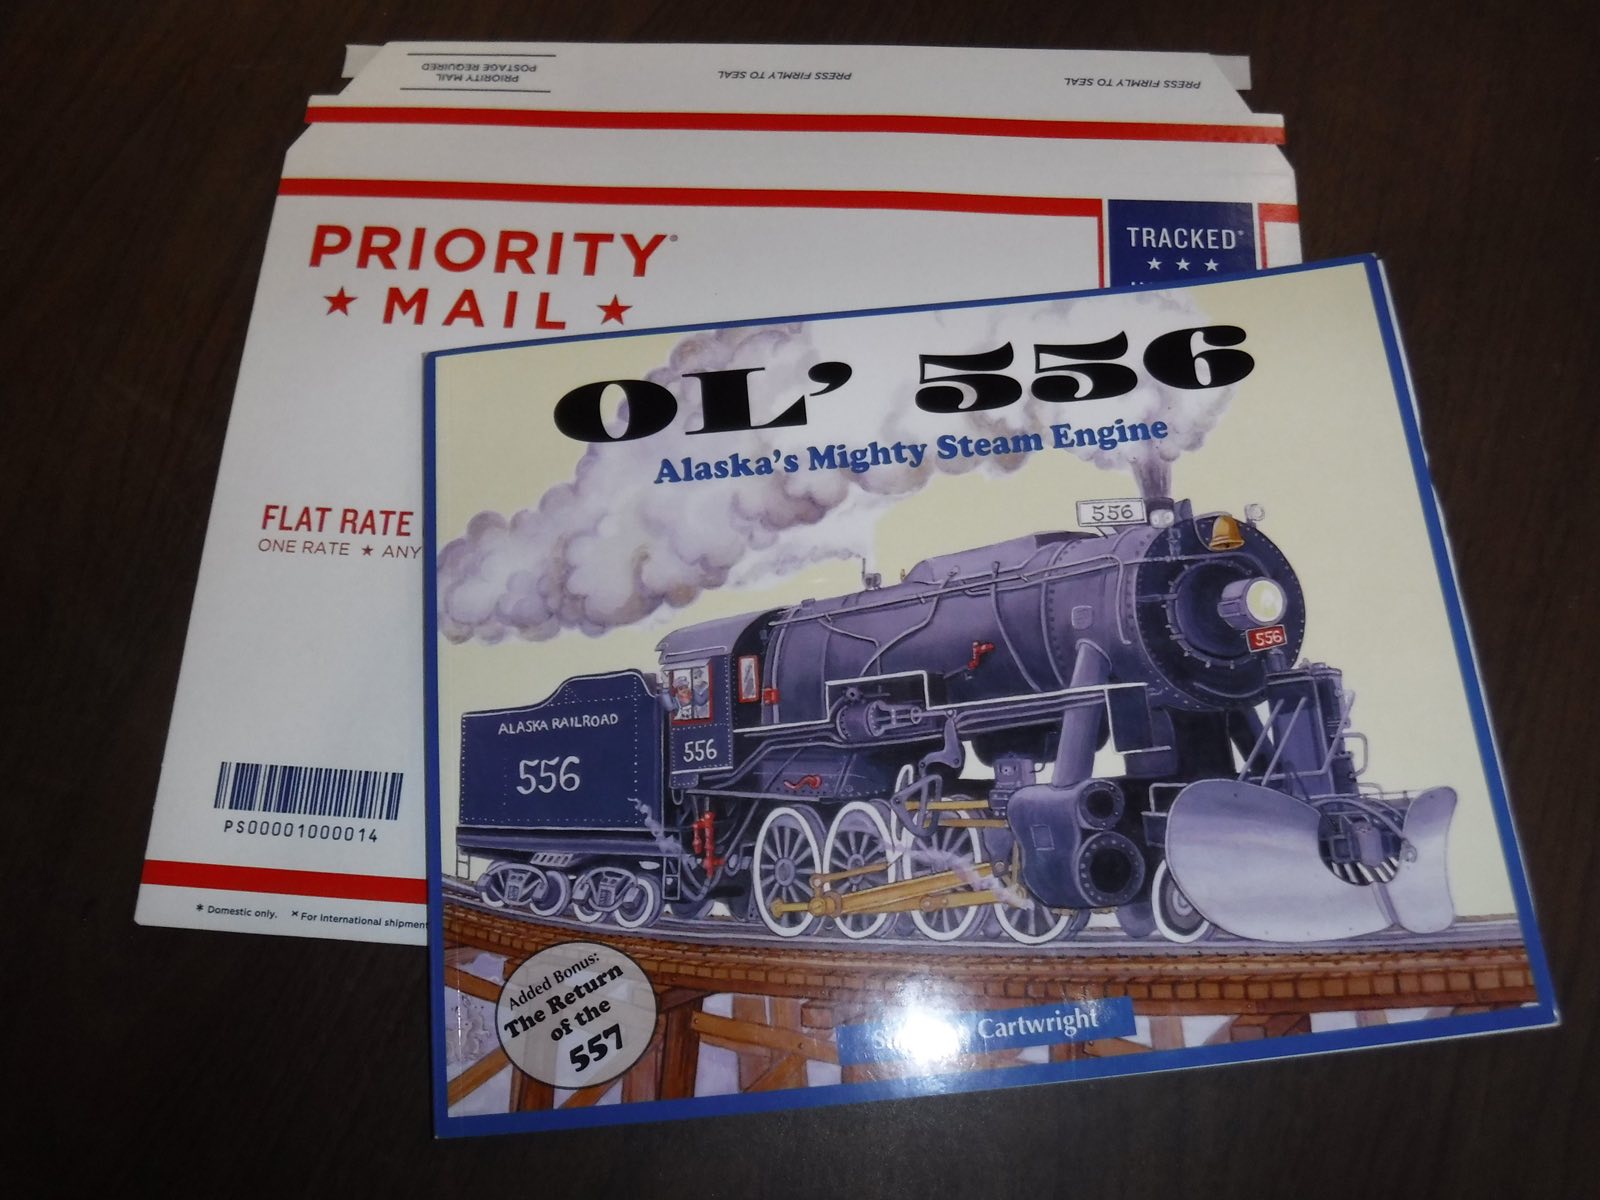 PRIORITY MAIL
POSTAGE REQUIRED
PRESS FIRMLY TO SEAL
PRESS FIRMLY TO SEAL
PRIORITY®
★ MAIL ★
TRACKED*
★ ★ ★
FLAT RATE
ONE RATE ★ ANY
PS00001000014
* Domestic only. × For International shipment
OL' 556
Alaska's Mighty Steam Engine
556
556
ALASKA RAILROAD
556
556
Added Bonus:
The Return
of the
557
Cartwright